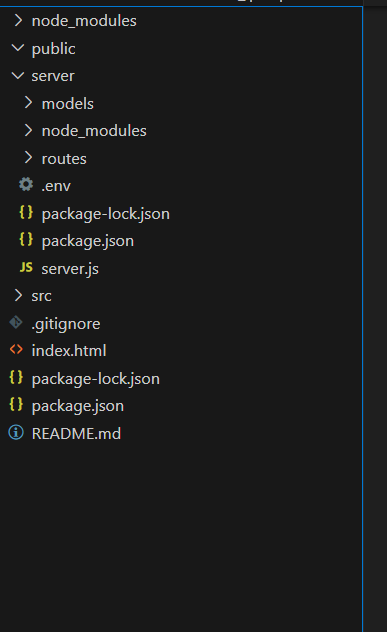 node_modules
public
server
models
node_modules
routes
.env
{} package-lock.json
{} package.json
JS server.js
src
.gitignore
<> index.html
{} package-lock.json
{} package.json
README.md